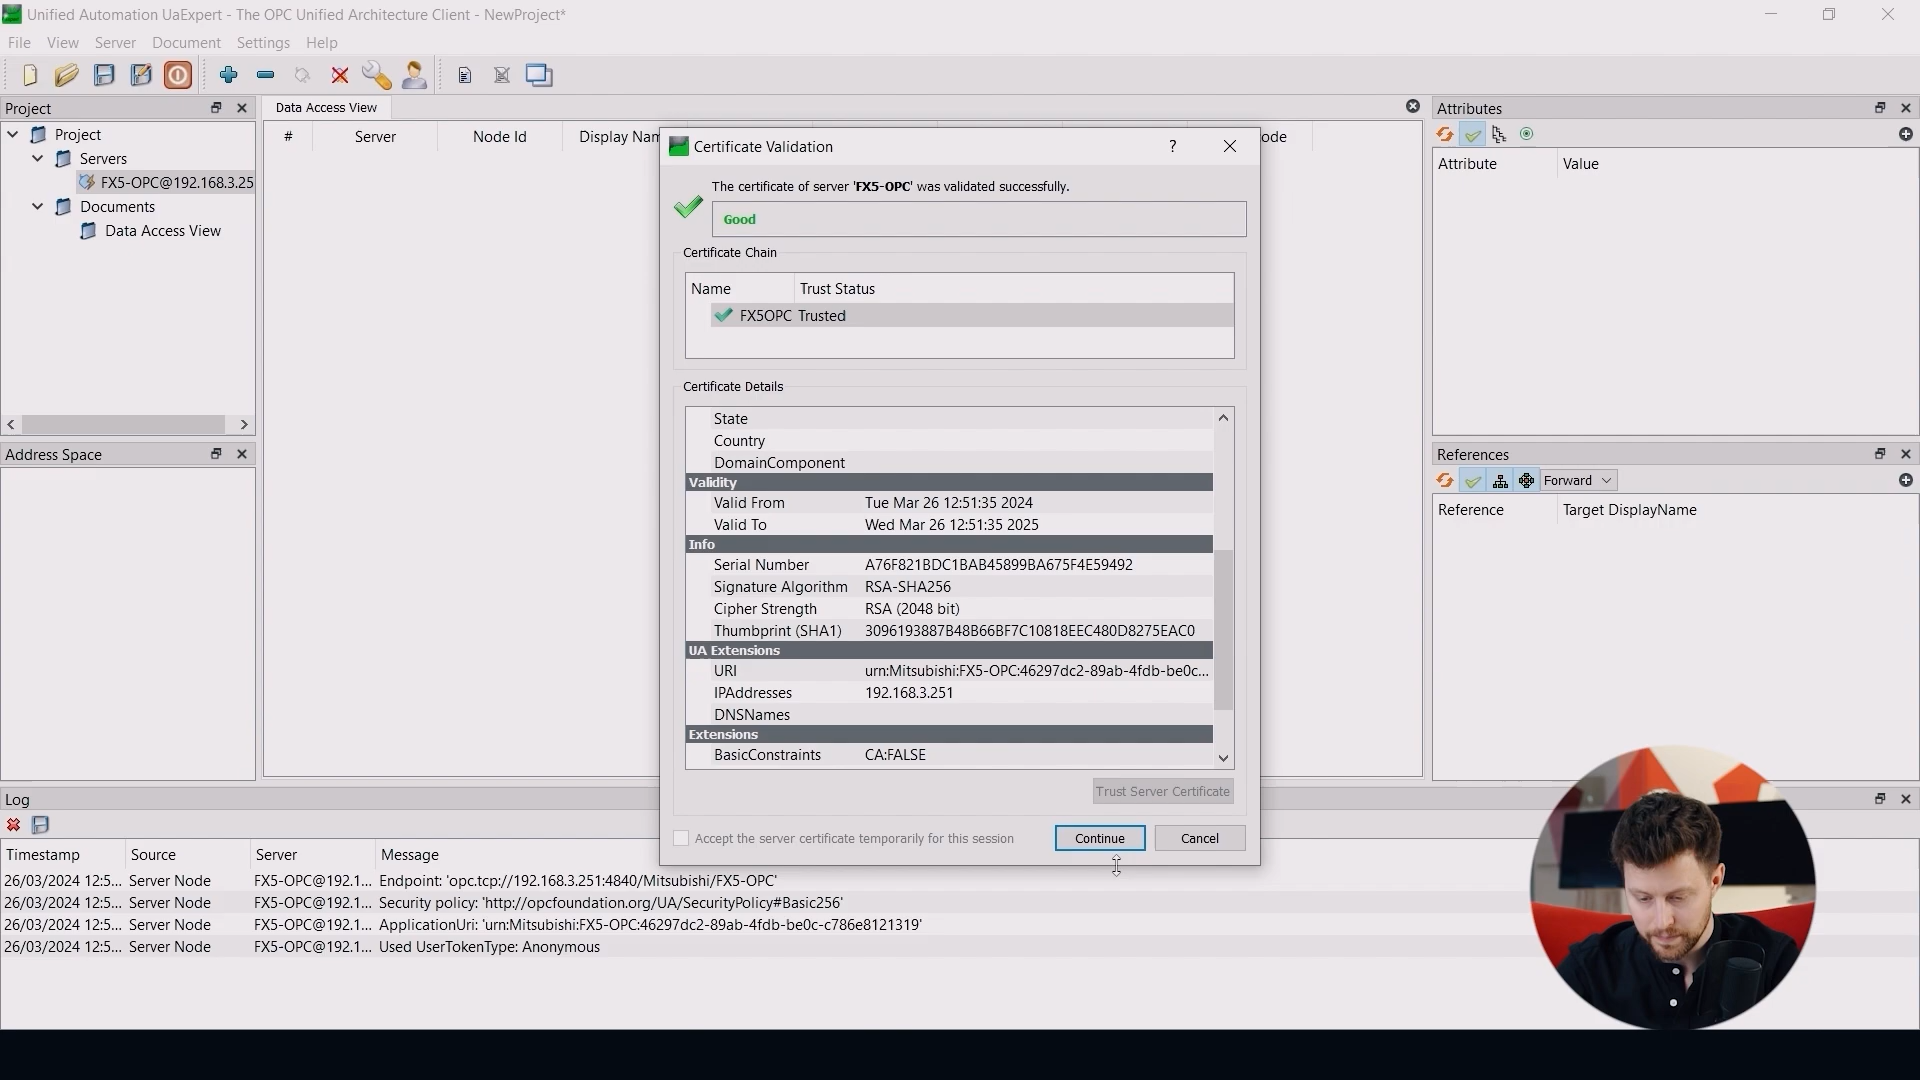 Unified Automation UaExpert - The OPC Unified Architecture Client - NewProject*
File View Server Document Settings Help
Project
Project
Servers
FX5-OPC@192.168.3.25
Documents
Data Access View
Data Access View
# Server Node Id Display Nam ode
Certificate Validation ?
The certificate of server 'FX5-OPC' was validated successfully.
Good
Certificate Chain
Name Trust Status
FX5OPC Trusted
Certificate Details
State
Country
DomainComponent
Validity
Valid From Tue Mar 26 12:51:35 2024
Valid To Wed Mar 26 12:51:35 2025
Info
Serial Number A76F821BDC1BAB45899BA675F4E59492
Signature Algorithm RSA-SHA256
Cipher Strength RSA (2048 bit)
Thumbprint (SHA1) 3096193887B48B66BF7C10818EEC480D8275EAC0
UA Extensions
URI urn:Mitsubishi:FX5-OPC:46297dc2-89ab-4fdb-be0c...
IPAddresses 192.168.3.251
DNSNames
Extensions
BasicConstraints CA:FALSE
Trust Server Certificate
Accept the server certificate temporarily for this session Continue Cancel
Attributes
Attribute Value
References
Forward
Reference Target DisplayName
Address Space
Log
Timestamp Source Server Message
26/03/2024 12:5... Server Node FX5-OPC@192.1... Endpoint: 'opc.tcp://192.168.3.251:4840/Mitsubishi/FX5-OPC'
26/03/2024 12:5... Server Node FX5-OPC@192.1... Security policy: 'http://opcfoundation.org/UA/SecurityPolicy#Basic256'
26/03/2024 12:5... Server Node FX5-OPC@192.1... ApplicationUri: 'urn:Mitsubishi:FX5-OPC:46297dc2-89ab-4fdb-be0c-c786e8121319'
26/03/2024 12:5... Server Node FX5-OPC@192.1... Used UserTokenType: Anonymous